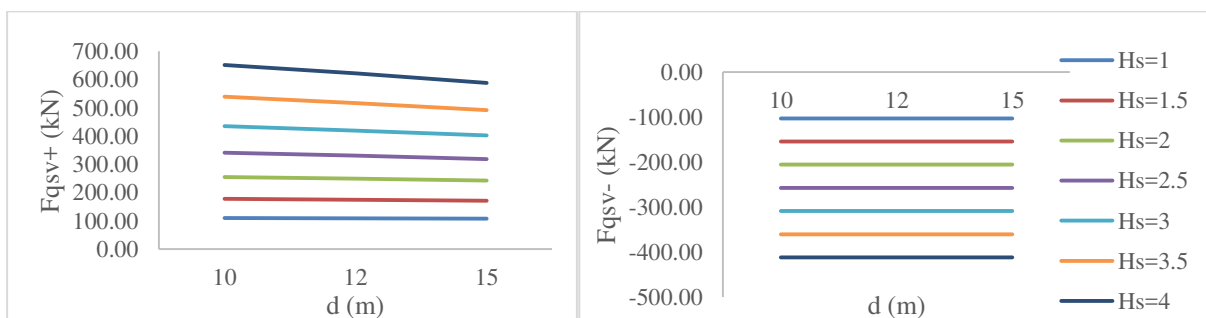 Fqsv+ (kN)
700.00
600.00
500.00
400.00
300.00
200.00
100.00
0.00
10 12 15
d (m)
Fqsv- (kN)
0.00
-100.00
-200.00
-300.00
-400.00
-500.00
10 12 15
d (m)
Hs=1
Hs=1.5
Hs=2
Hs=2.5
Hs=3
Hs=3.5
Hs=4